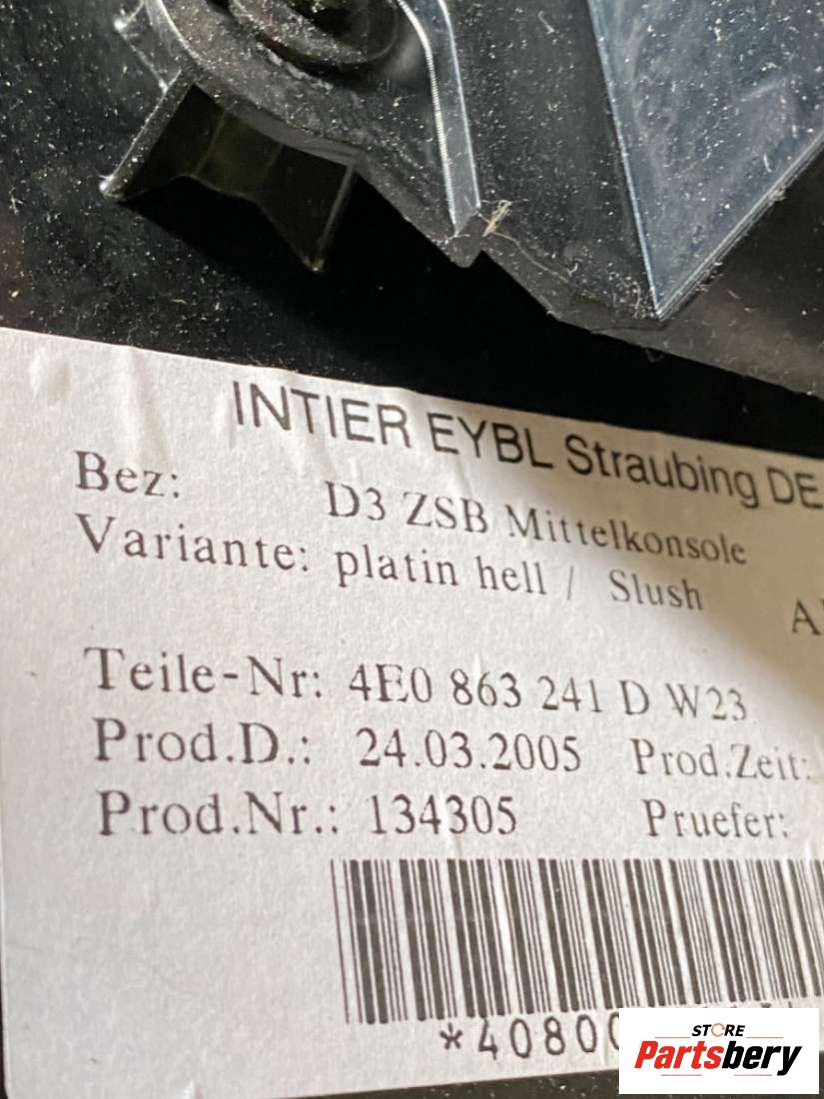 INTIER EYBL Straubing DE
Bez: D3 ZSB Mittelkonsole
Variante: platin hell / Slush
Teile-Nr: 4E0 863 241 D W23
Prod.D.: 24.03.2005 Prod.Zeit:
Prod.Nr.: 134305 Pruefer:
STORE
Partsbery